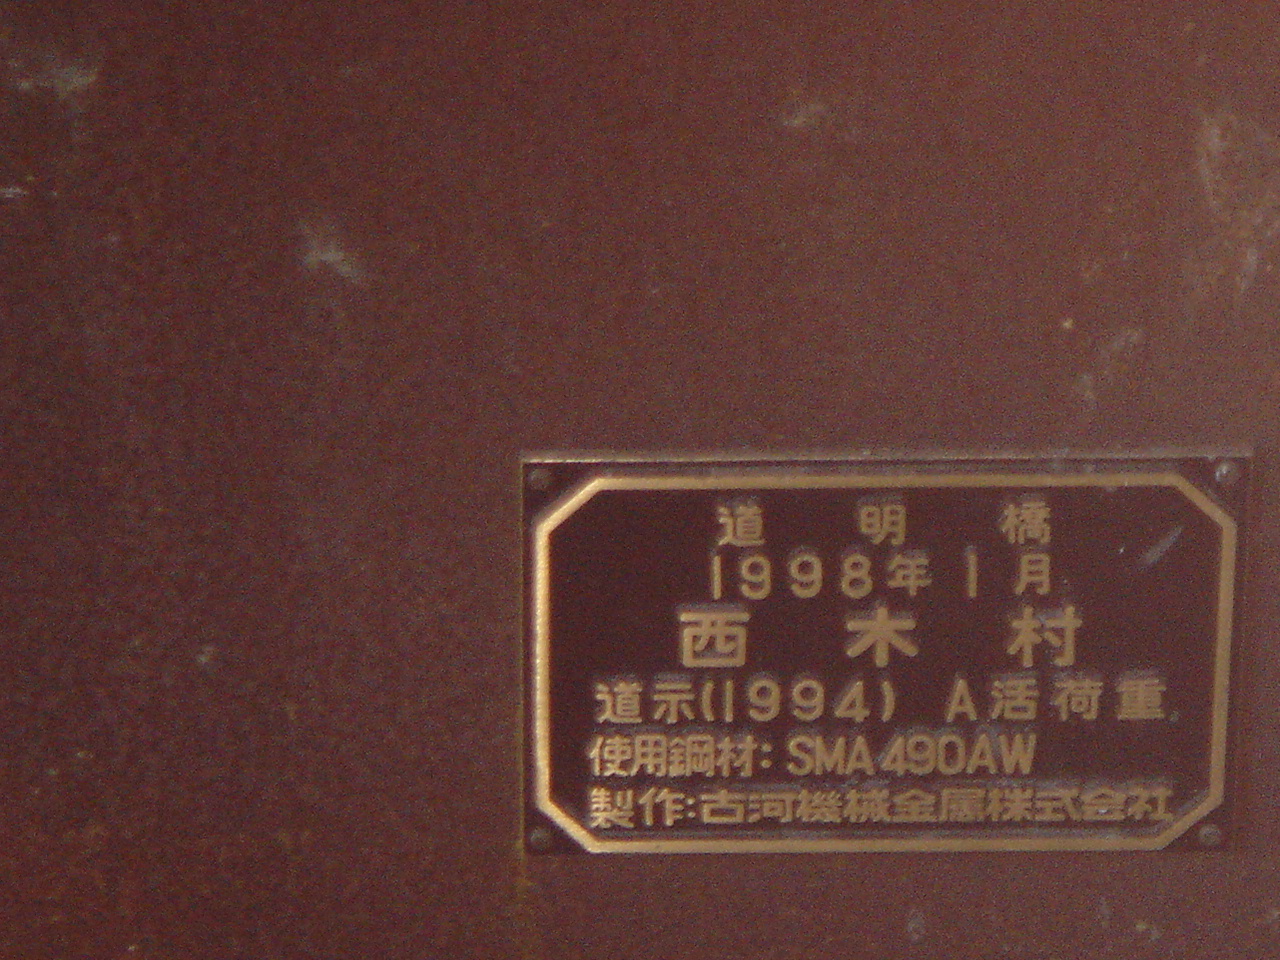 道明橋
1998年1月
西木村
道示(1994) A活荷重
使用鋼材: SMA490AW
製作:古河機械金属株式会社